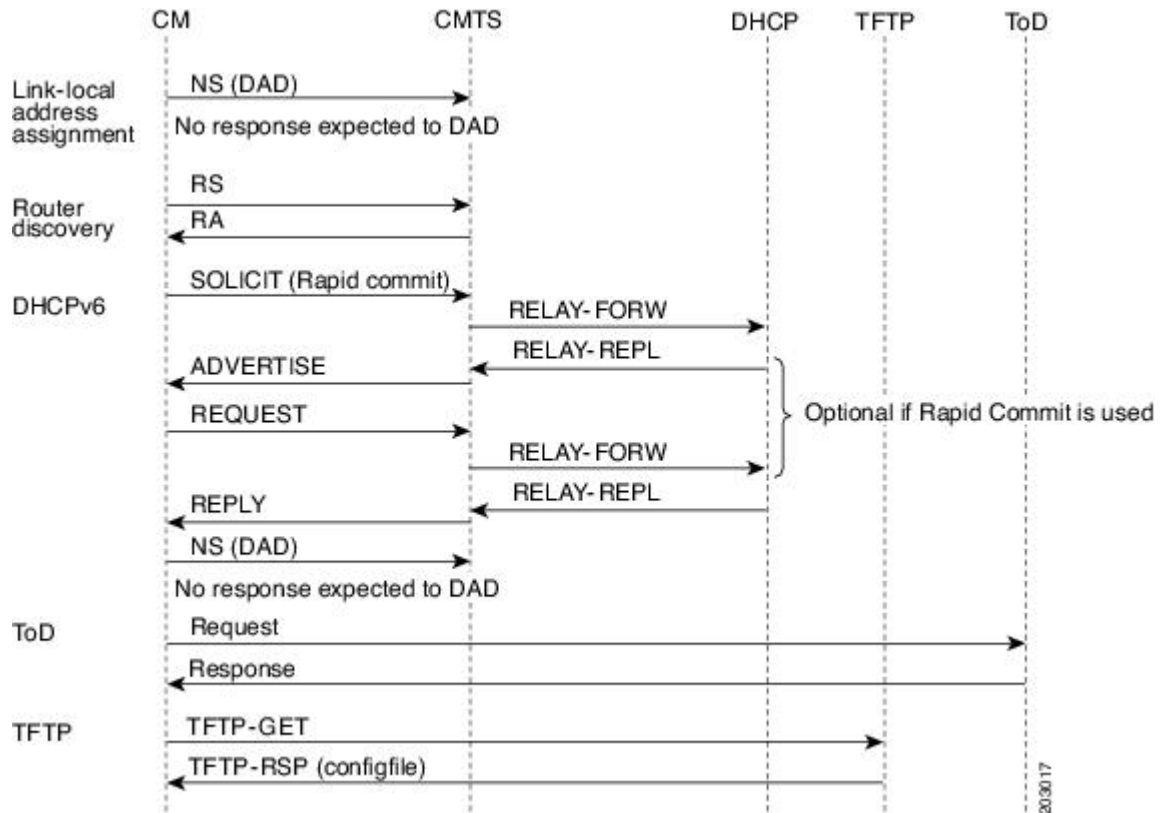 CM CMTS DHCP TFTP ToD
Link-local
address
assignment
NS (DAD)
No response expected to DAD
Router
discovery
RS
RA
DHCPv6
SOLICIT (Rapid commit)
RELAY-FORW
RELAY-REPL
ADVERTISE
REQUEST
Optional if Rapid Commit is used
RELAY-FORW
RELAY-REPL
REPLY
NS (DAD)
No response expected to DAD
ToD
Request
Response
TFTP
TFTP-GET
TFTP-RSP (configfile)
203017